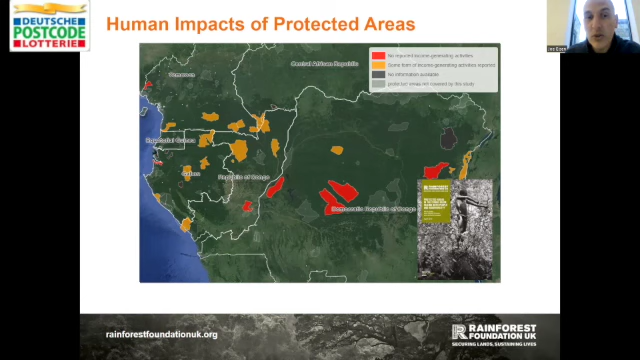 DEUTSCHE
POSTCODE
LOTTERIE
Human Impacts of Protected Areas
No reported income-generating activities
Some form of income-generating activities reported
No information available
protected areas not covered by this study
Central African Republic
Cameroon
Equatorial Guinea
Gabon
Republic of Congo
Democratic Republic of Congo
rainforestfoundationuk.org
RAINFOREST
FOUNDATION UK
SECURING LANDS, SUSTAINING LIVES